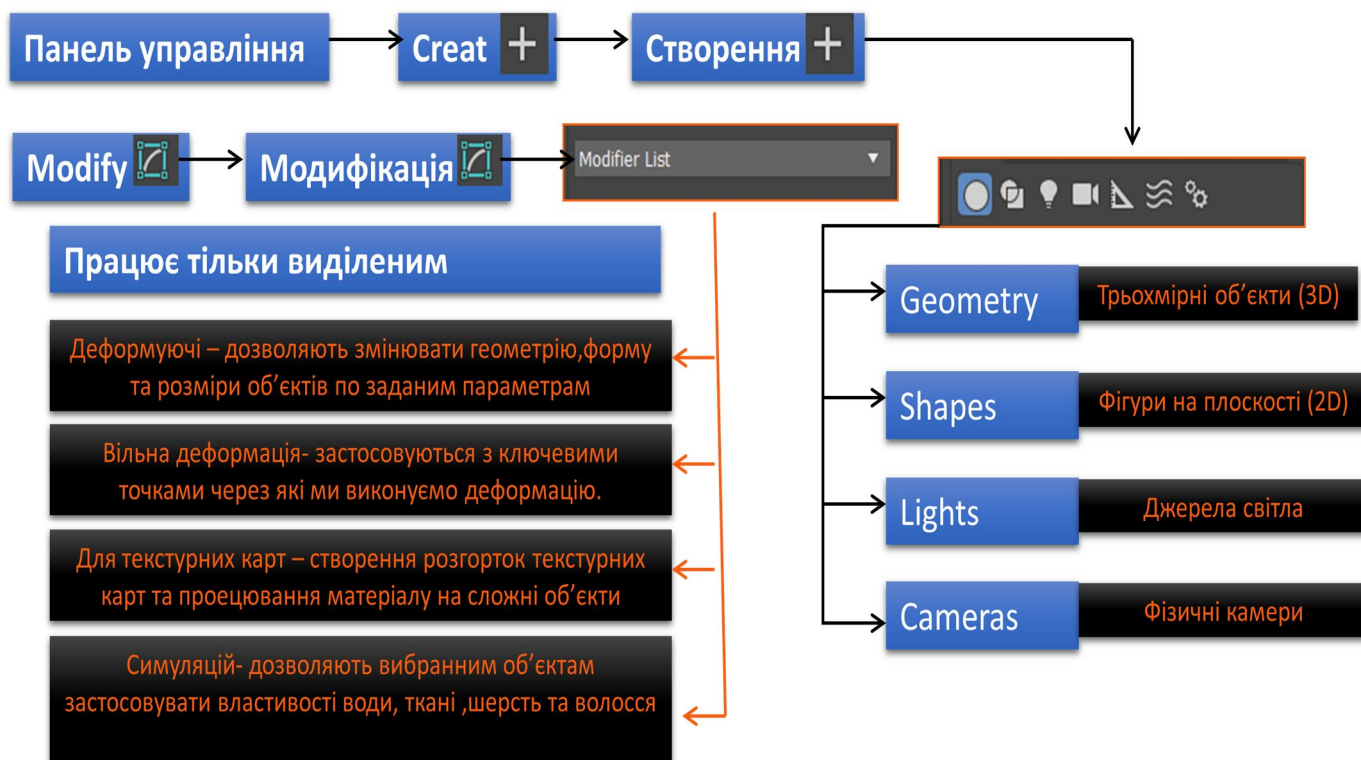 Панель управління
Creat
Створення
Modify
Модифікація
Modifier List
Працює тільки виділеним
Деформуючі – дозволяють змінювати геометрію,форму
та розміри об’єктів по заданим параметрам
Вільна деформація- застосовуються з ключевими
точками через які ми виконуємо деформацію.
Для текстурних карт – створення розгорток текстурних
карт та проецювання матеріалу на сложні об’єкти
Симуляцій- дозволяють вибранним об’єктам
застосовувати властивості води, ткані ,шерсть та волосся
Geometry
Трьохмірні об’єкти (3D)
Shapes
Фігури на плоскості (2D)
Lights
Джерела світла
Cameras
Фізичні камери